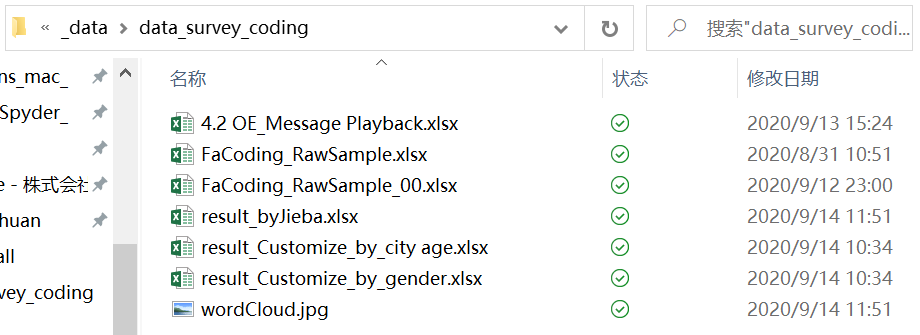 « _data > data_survey_coding
搜索"data_survey_codi...
名称 状态 修改日期
ns_mac_
Spyder_
e - 株式会社
huan
all
vey_coding
4.2 OE_Message Playback.xlsx 2020/9/13 15:24
FaCoding_RawSample.xlsx 2020/8/31 10:51
FaCoding_RawSample_00.xlsx 2020/9/12 23:00
result_byJieba.xlsx 2020/9/14 11:51
result_Customize_by_city age.xlsx 2020/9/14 10:34
result_Customize_by_gender.xlsx 2020/9/14 10:34
wordCloud.jpg 2020/9/14 11:51